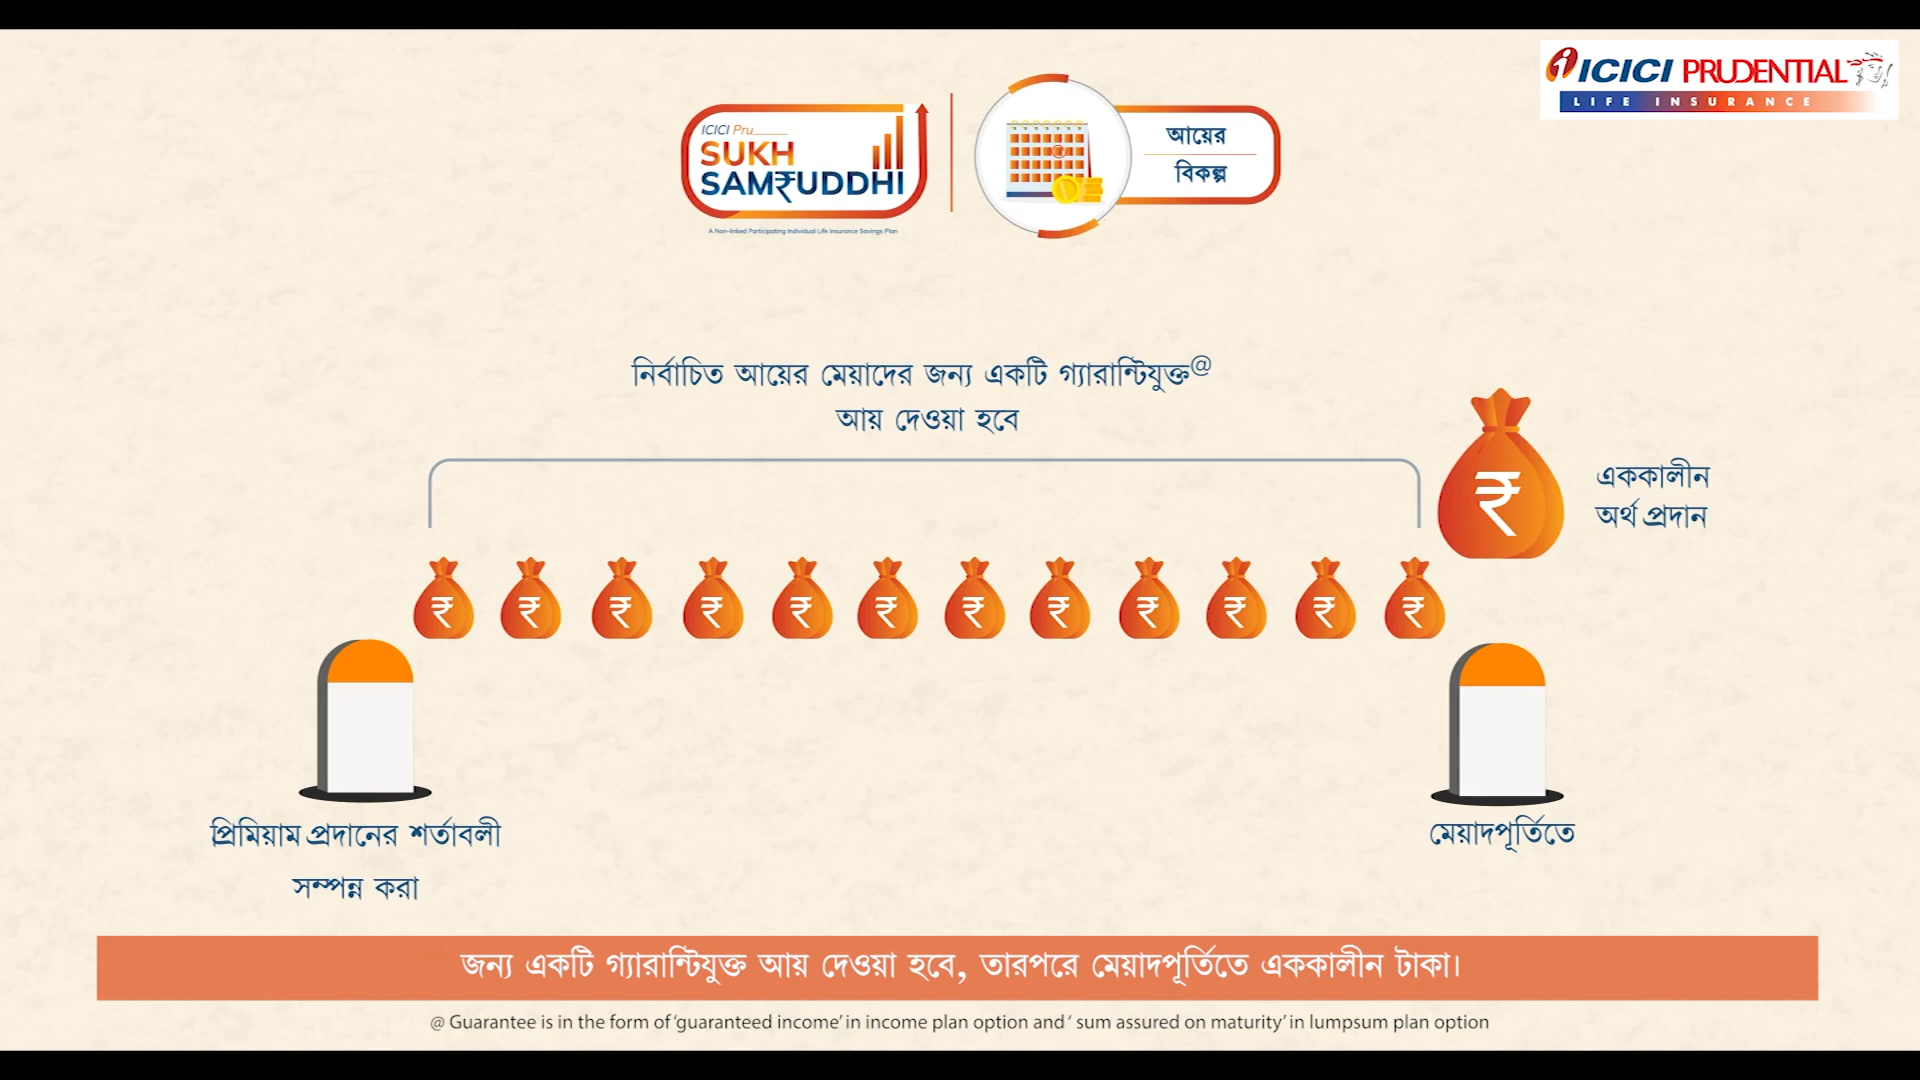 ICICI PRUDENTIAL
LIFE INSURANCE
ICICI Pru
SUKH
SAM₹UDDHI
A Non-linked Participating Individual Life Insurance Savings Plan
আয়ের
বিকল্প
নির্বাচিত আয়ের মেয়াদের জন্য একটি গ্যারান্টিযুক্ত@
আয় দেওয়া হবে
₹
এককালীন
অর্থ প্রদান
₹ ₹ ₹ ₹ ₹ ₹ ₹ ₹ ₹ ₹ ₹ ₹
প্রিমিয়াম প্রদানের শর্তাবলী
সম্পন্ন করা
মেয়াদপূর্তিতে
জন্য একটি গ্যারান্টিযুক্ত আয় দেওয়া হবে, তারপরে মেয়াদপূর্তিতে এককালীন টাকা।
@ Guarantee is in the form of 'guaranteed income' in income plan option and ' sum assured on maturity' in lumpsum plan option